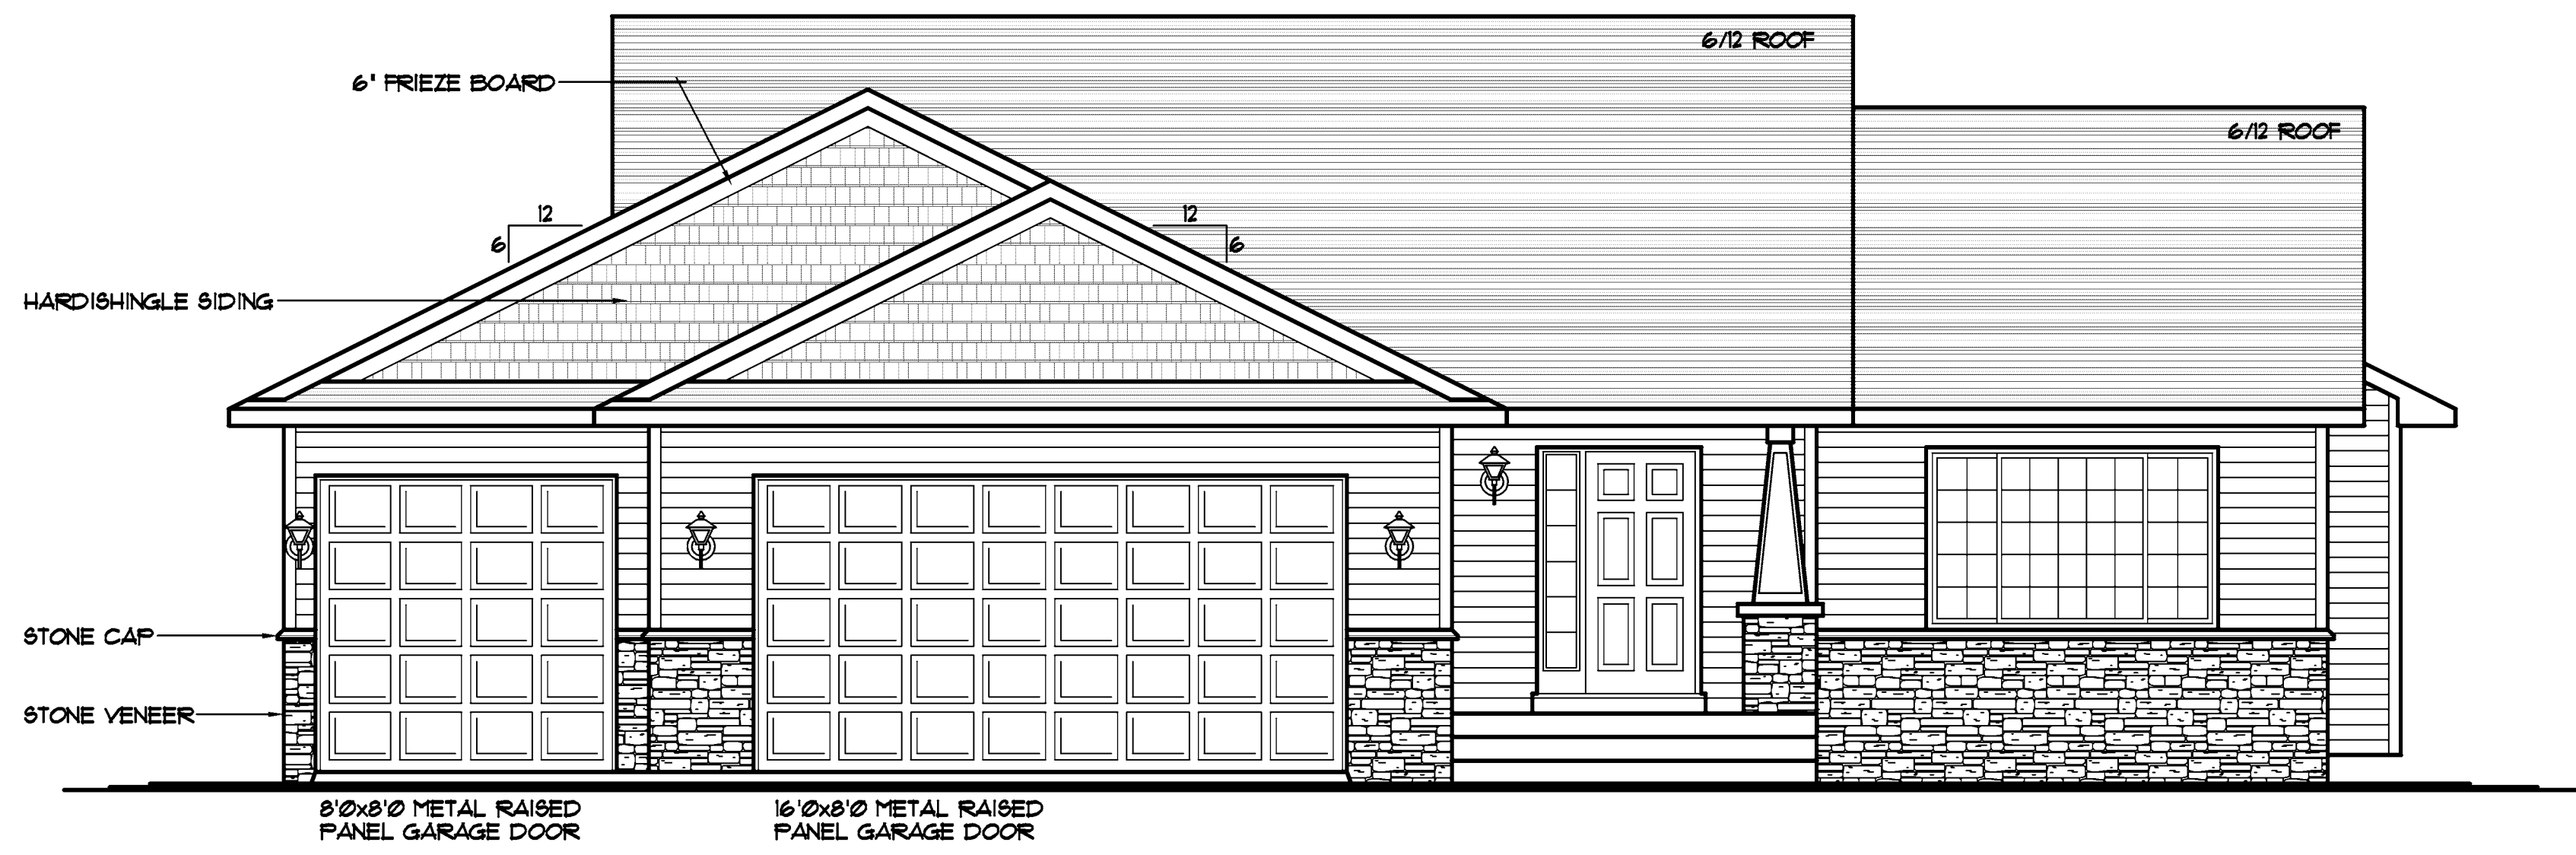 6/12 ROOF
6" FRIEZE BOARD
6/12 ROOF
12
6
12
6
HARDISHINGLE SIDING
STONE CAP
STONE VENEER
8'0x8'0 METAL RAISED
PANEL GARAGE DOOR
16'0x8'0 METAL RAISED
PANEL GARAGE DOOR